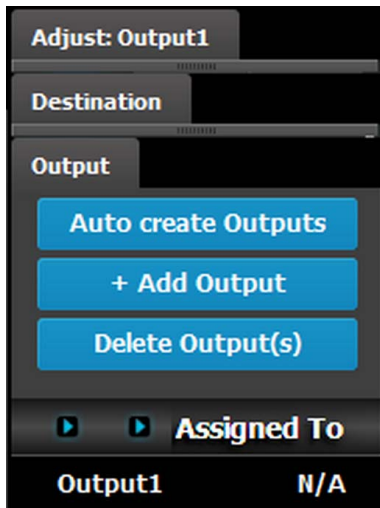 Adjust: Output1
Destination
Output
Auto create Outputs
+ Add Output
Delete Output(s)
Assigned To
Output1 N/A